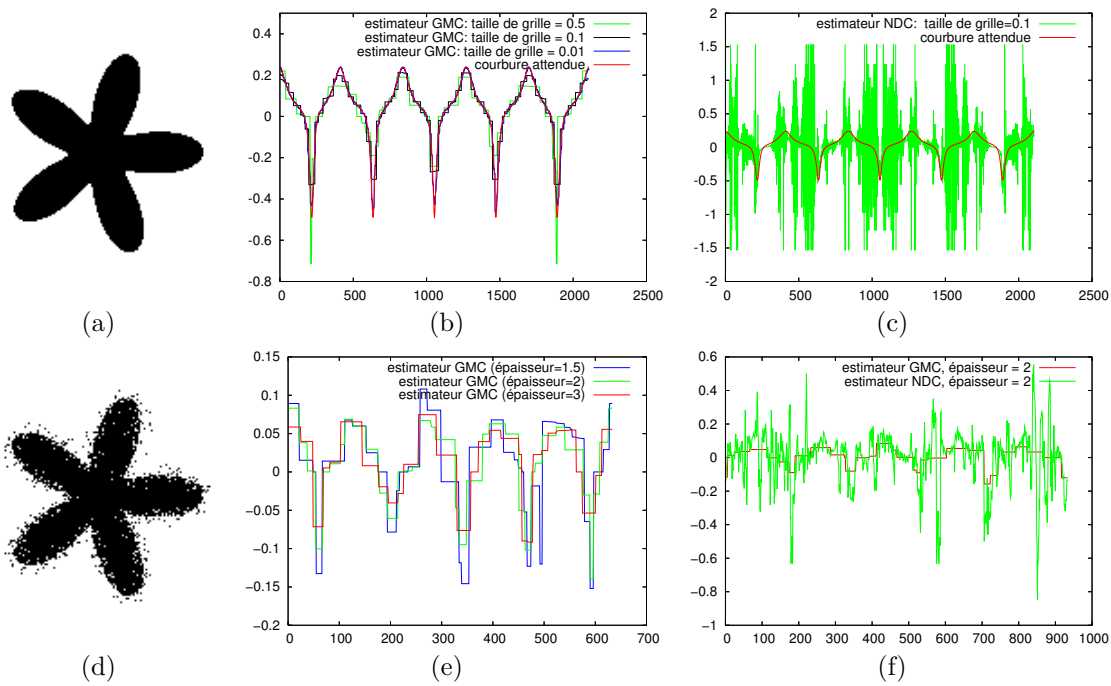 estimateur GMC: taille de grille = 0.5
estimateur GMC: taille de grille = 0.1
estimateur GMC: taille de grille = 0.01
courbure attendue
0.6
0.4
0.2
0
−0.2
−0.4
−0.6
−0.8
0 500 1000 1500 2000 2500
estimateur NDC: taille de grille=0.1
courbure attendue
2
1.5
1
0.5
0
−0.5
−1
−1.5
−2
0 500 1000 1500 2000 2500
(a) (b) (c)
estimateur GMC (épaisseur=1.5)
estimateur GMC (épaisseur=2)
estimateur GMC (épaisseur=3)
0.15
0.1
0.05
0
−0.05
−0.1
−0.15
−0.2
0 100 200 300 400 500 600 700
estimateur GMC, épaisseur = 2
estimateur NDC, épaisseur = 2
0.6
0.4
0.2
0
−0.2
−0.4
−0.6
−0.8
−1
0 100 200 300 400 500 600 700 800 900 1000
(d) (e) (f)